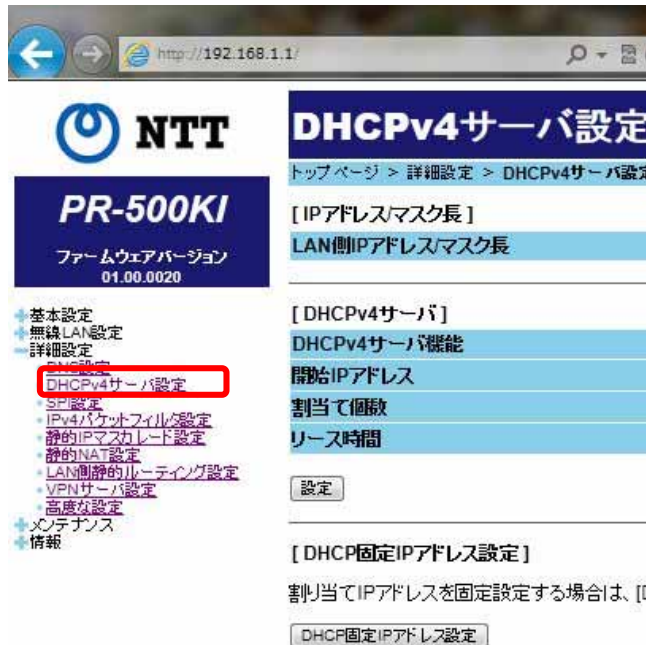 http://192.168.1.1/
NTT
PR-500KI
ファームウェアバージョン
01.00.0020
基本設定
無線LAN設定
詳細設定
DNS設定
DHCPv4サーバ設定
SPI設定
IPv4パケットフィルタ設定
静的IPマスカレード設定
静的NAT設定
LAN側静的ルーティング設定
VPNサーバ設定
高度な設定
メンテナンス
情報
DHCPv4サーバ設定
トップページ > 詳細設定 > DHCPv4サーバ設定
[ IPアドレス/マスク長 ]
LAN側IPアドレス/マスク長
[ DHCPv4サーバ ]
DHCPv4サーバ機能
開始IPアドレス
割当て個数
リース時間
設定
[ DHCP固定IPアドレス設定 ]
割り当てIPアドレスを固定設定する場合は、[D
DHCP固定IPアドレス設定